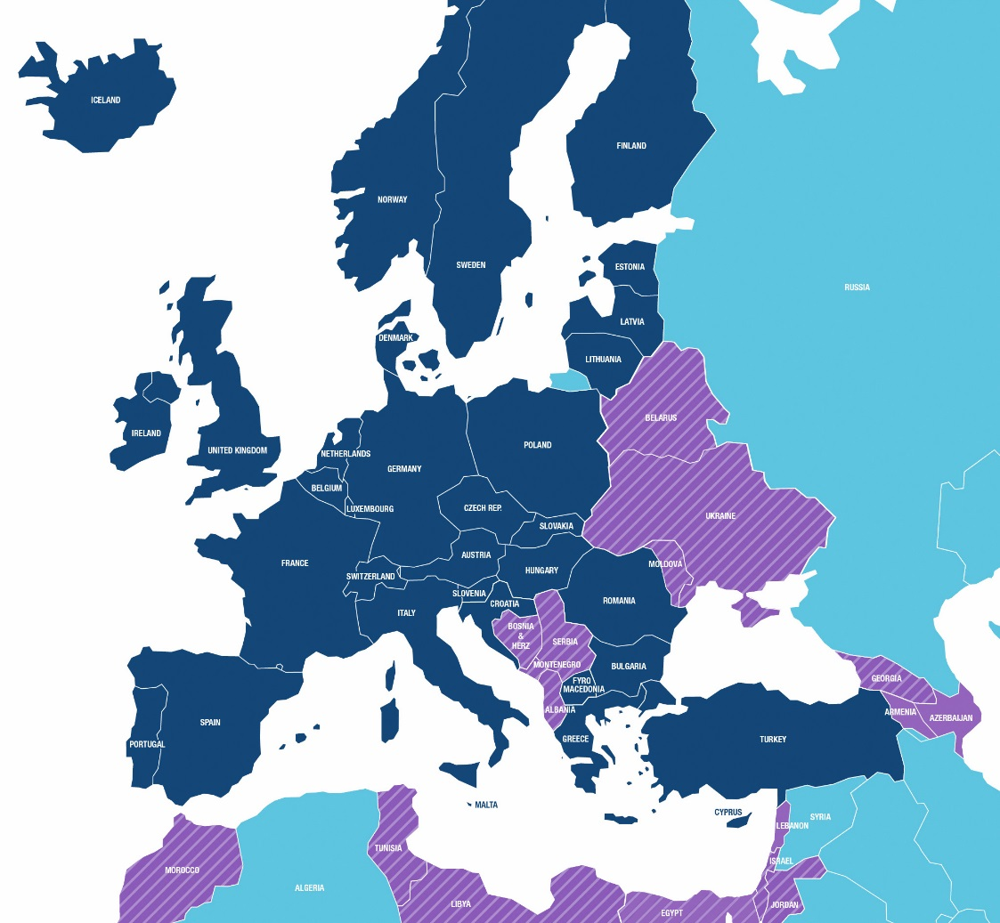 ICELAND
FINLAND
NORWAY
SWEDEN
ESTONIA
RUSSIA
LATVIA
DENMARK
LITHUANIA
BELARUS
IRELAND
UNITED KINGDOM
NETHERLANDS
POLAND
GERMANY
BELGIUM
LUXEMBOURG
CZECH REP.
UKRAINE
SLOVAKIA
FRANCE
AUSTRIA
MOLDOVA
HUNGARY
SWITZERLAND
SLOVENIA
CROATIA
ROMANIA
ITALY
BOSNIA
&
HERZ
SERBIA
MONTENEGRO
BULGARIA
GEORGIA
FYRO
MACEDONIA
ALBANIA
ARMENIA
AZERBAIJAN
SPAIN
PORTUGAL
GREECE
TURKEY
MALTA
CYPRUS
SYRIA
LEBANON
TUNISIA
ISRAEL
MOROCCO
ALGERIA
LIBYA
JORDAN
EGYPT